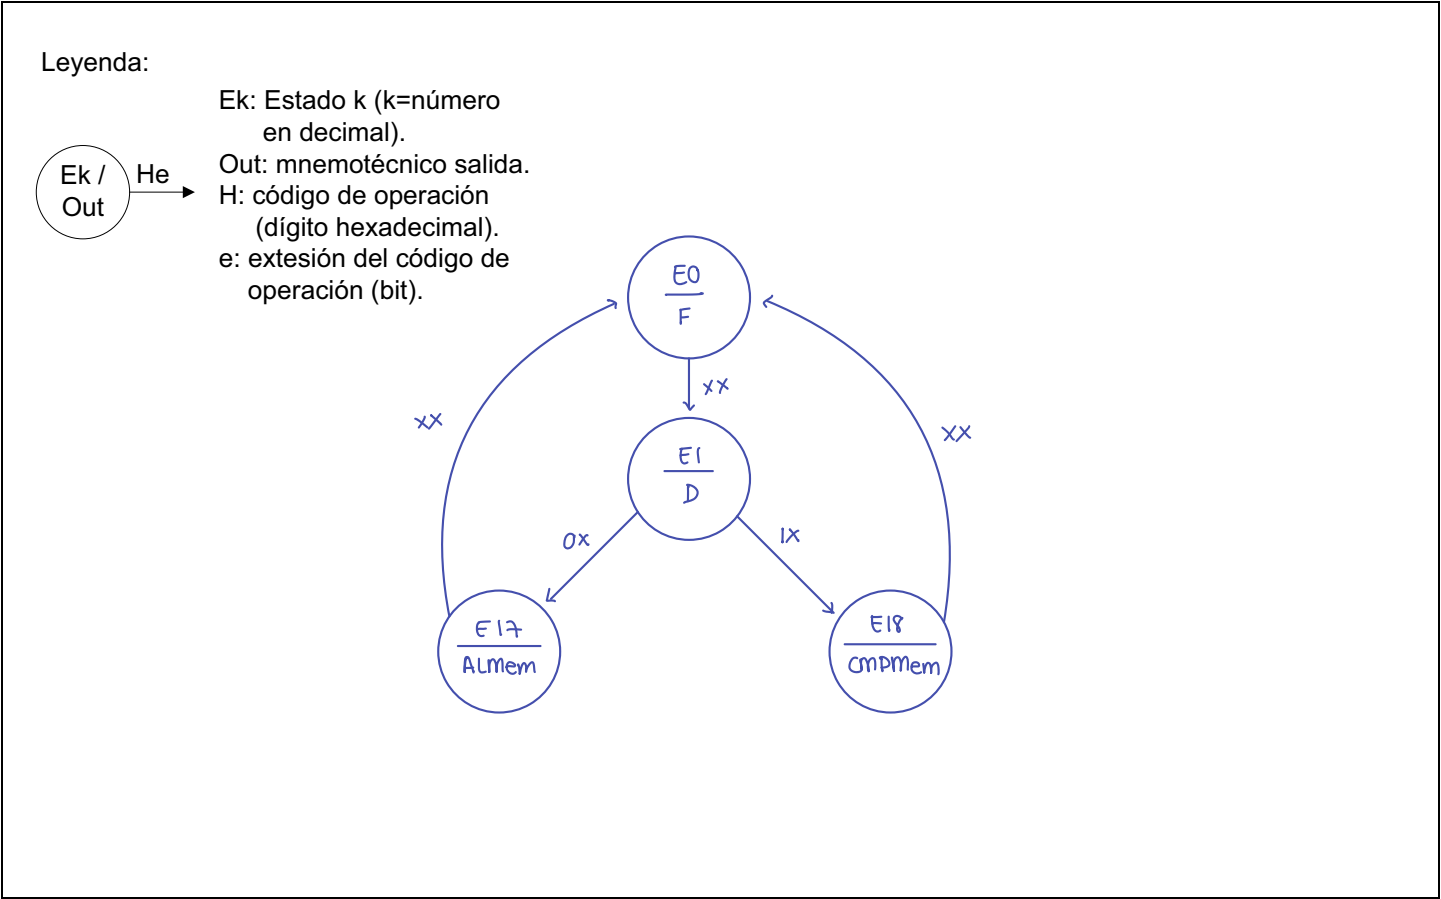 Leyenda:
Ek: Estado k (k=número
en decimal).
Out: mnemotécnico salida.
H: código de operación
(dígito hexadecimal).
e: extesión del código de
operación (bit).
Ek /
Out
He
E0
F
xx
xx
xx
E1
D
0x
1x
E17
ALMem
E18
CMPMem